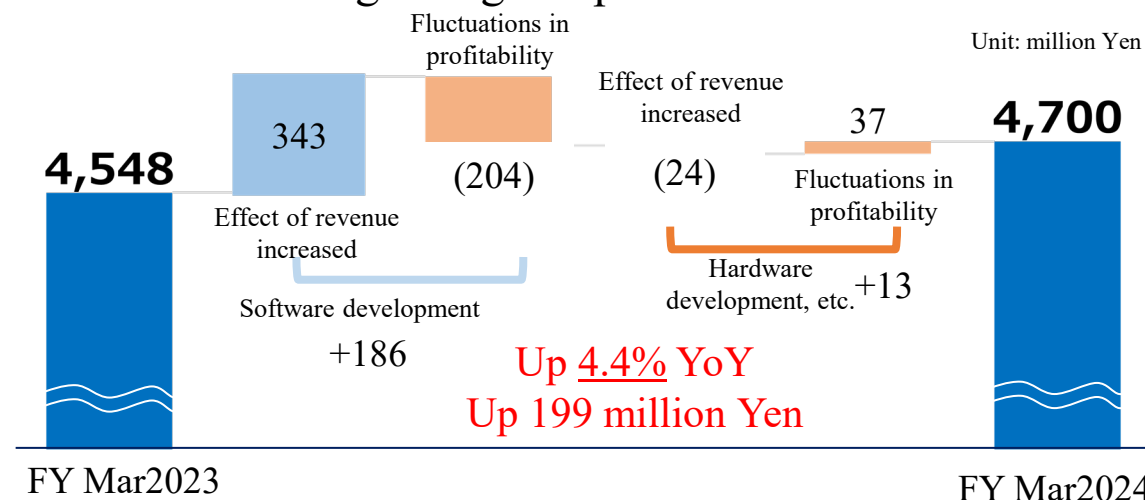 Fluctuations in
profitability
Unit: million Yen
Effect of revenue
increased
343
37
4,700
4,548
(204)
(24)
Fluctuations in
profitability
Effect of revenue
increased
Hardware
development, etc.
+13
Software development
+186
Up 4.4% YoY
Up 199 million Yen
FY Mar2023
FY Mar2024